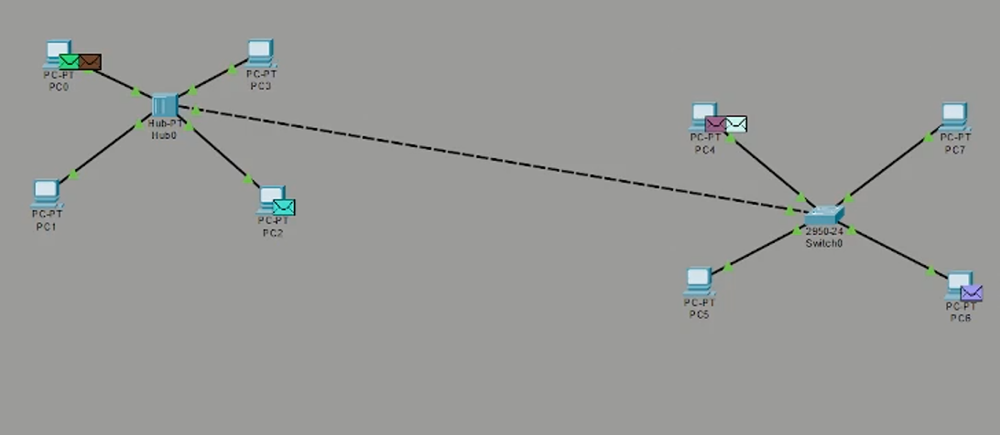 PC-PT
PC0
PC-PT
PC3
Hub-PT
Hub0
PC-PT
PC1
PC-PT
PC2
PC-PT
PC4
PC-PT
PC7
2950-24
Switch0
PC-PT
PC5
PC-PT
PC6